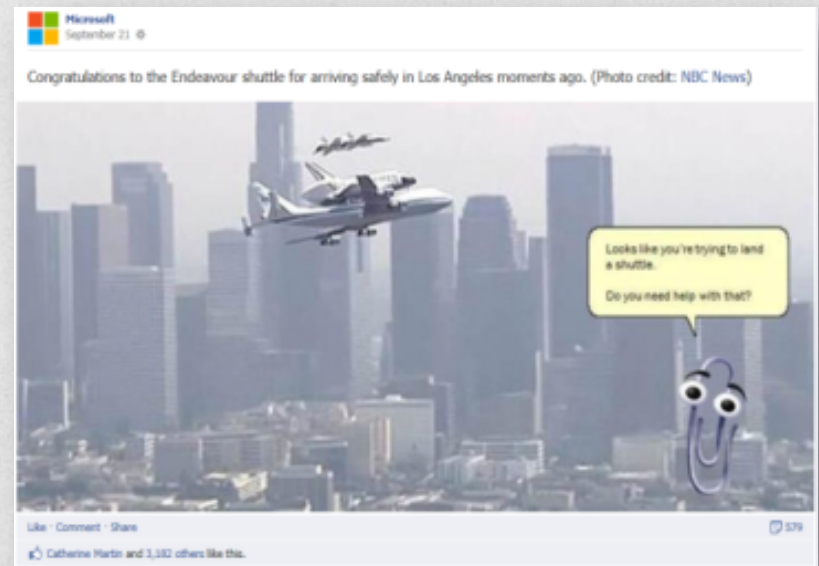 Microsoft
September 21
Congratulations to the Endeavour shuttle for arriving safely in Los Angeles moments ago. (Photo credit: NBC News)
Looks like you're trying to land
a shuttle.
Do you need help with that?
Like · Comment · Share
579
Catherine Martin and 3,182 others like this.